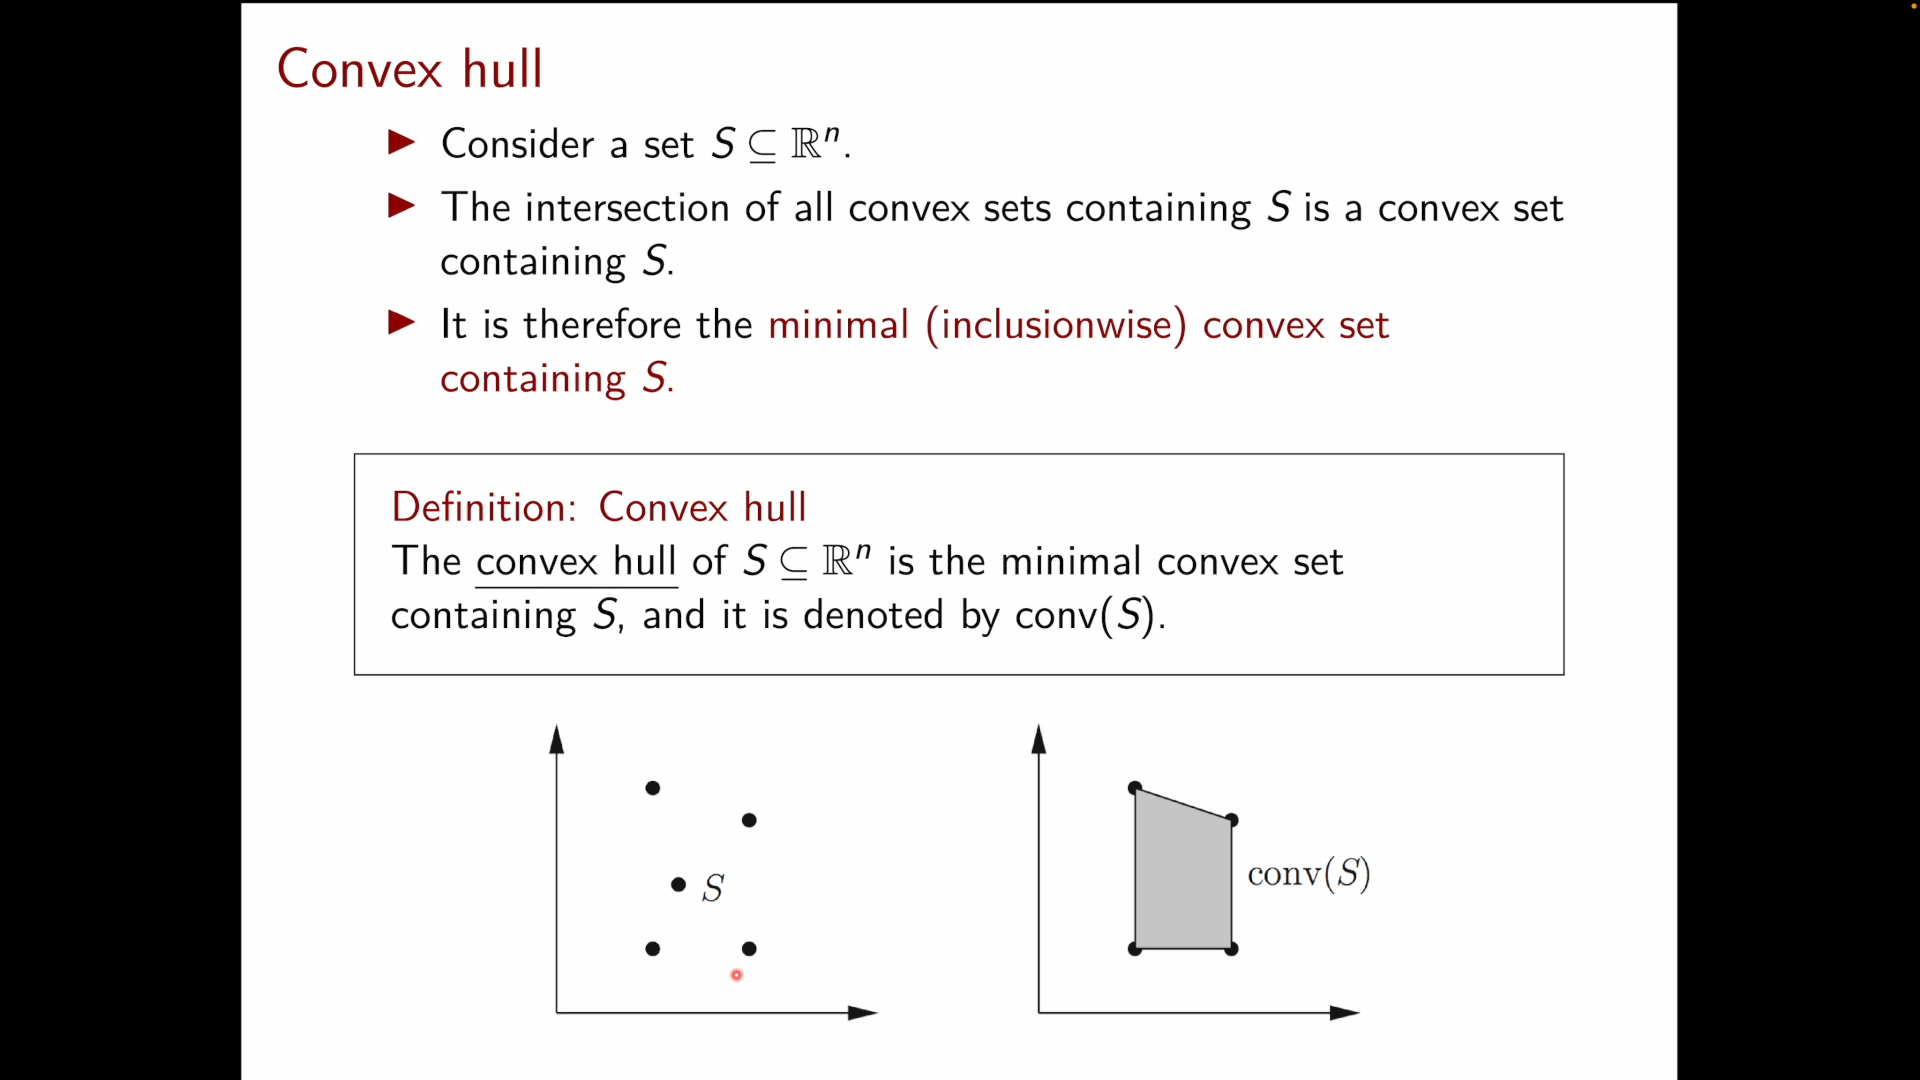 Convex hull
▶ Consider a set S ⊆ ℝⁿ.
▶ The intersection of all convex sets containing S is a convex set
containing S.
▶ It is therefore the minimal (inclusionwise) convex set
containing S.
Definition: Convex hull
The convex hull of S ⊆ ℝⁿ is the minimal convex set
containing S, and it is denoted by conv(S).
S
conv(S)